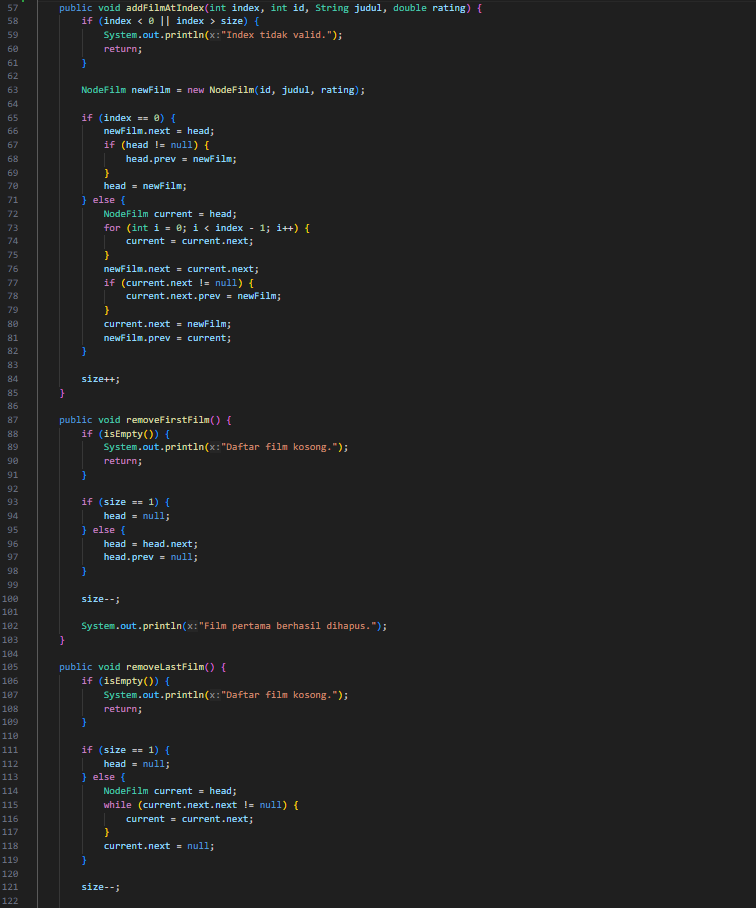 57 public void addFilmAtIndex(int index, int id, String judul, double rating) {
58 if (index < 0 || index > size) {
59 System.out.println(x:"Index tidak valid.");
60 return;
61 }
62
63 NodeFilm newFilm = new NodeFilm(id, judul, rating);
64
65 if (index == 0) {
66 newFilm.next = head;
67 if (head != null) {
68 head.prev = newFilm;
69 }
70 head = newFilm;
71 } else {
72 NodeFilm current = head;
73 for (int i = 0; i < index - 1; i++) {
74 current = current.next;
75 }
76 newFilm.next = current.next;
77 if (current.next != null) {
78 current.next.prev = newFilm;
79 }
80 current.next = newFilm;
81 newFilm.prev = current;
82 }
83
84 size++;
85 }
86
87 public void removeFirstFilm() {
88 if (isEmpty()) {
89 System.out.println(x:"Daftar film kosong.");
90 return;
91 }
92
93 if (size == 1) {
94 head = null;
95 } else {
96 head = head.next;
97 head.prev = null;
98 }
99
100 size--;
101
102 System.out.println(x:"Film pertama berhasil dihapus.");
103 }
104
105 public void removeLastFilm() {
106 if (isEmpty()) {
107 System.out.println(x:"Daftar film kosong.");
108 return;
109 }
110
111 if (size == 1) {
112 head = null;
113 } else {
114 NodeFilm current = head;
115 while (current.next.next != null) {
116 current = current.next;
117 }
118 current.next = null;
119 }
120
121 size--;
122